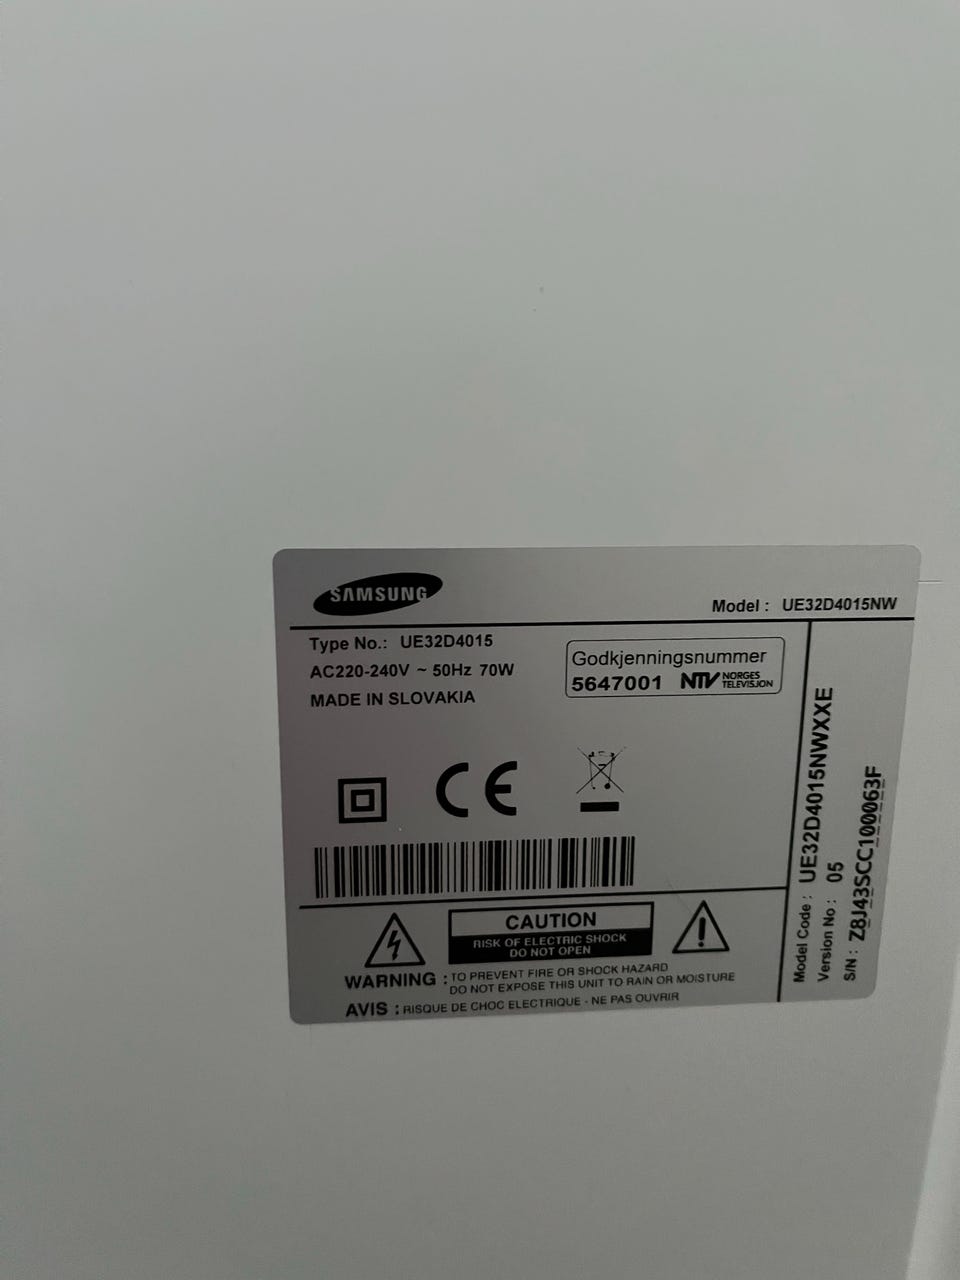 SAMSUNG
Model : UE32D4015NW
Type No.: UE32D4015
AC220-240V ~ 50Hz 70W
MADE IN SLOVAKIA
Godkjenningsnummer
5647001 NTV NORGES
TELEVISJON
CE
CAUTION
RISK OF ELECTRIC SHOCK
DO NOT OPEN
WARNING : TO PREVENT FIRE OR SHOCK HAZARD
DO NOT EXPOSE THIS UNIT TO RAIN OR MOISTURE
AVIS : RISQUE DE CHOC ELECTRIQUE - NE PAS OUVRIR
Model Code : UE32D4015NWXXE
Version No : 05
S/N : Z8J43SCC100063F